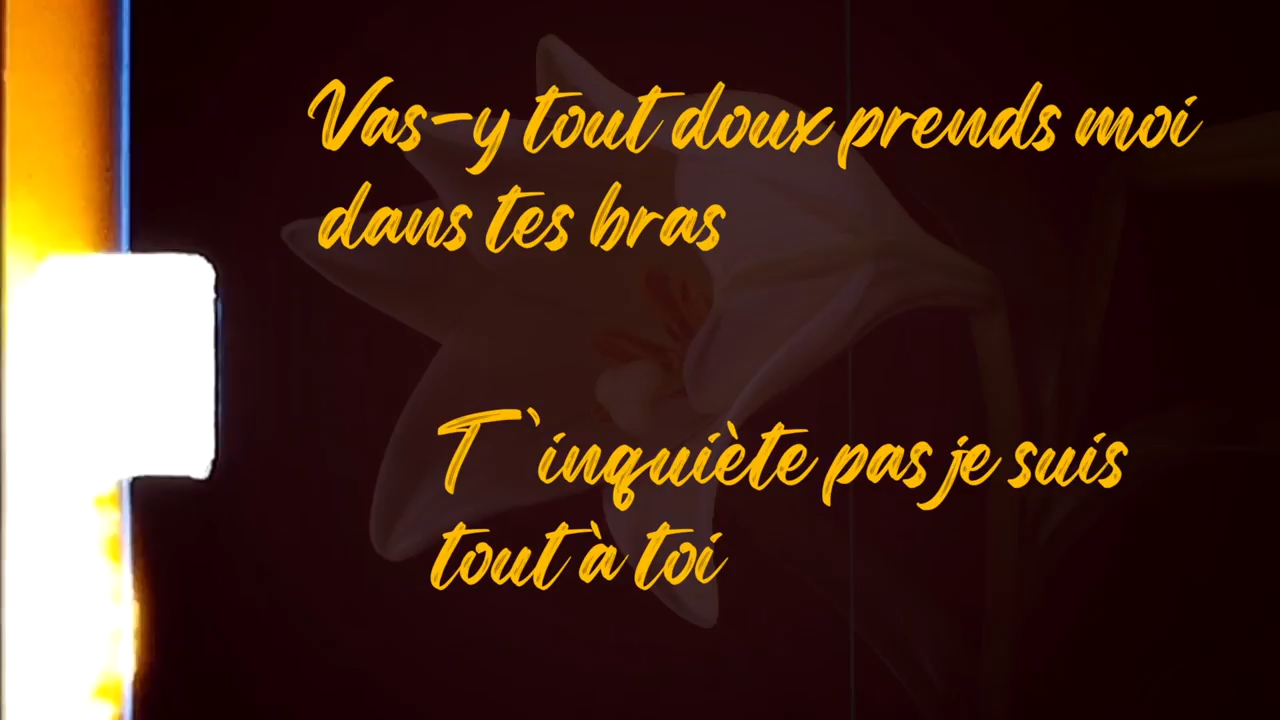 Vas-y tout doux prends moi
dans tes bras
T`inquiète pas je suis
tout à toi